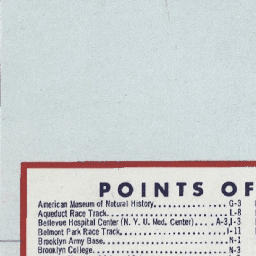 POINTS OF
American Museum of Natural History G-3
Aqueduct Race Track L-8
Bellevue Hospital Center (N. Y. U. Med. Center) A-3,I-3
Belmont Park Race Track I-11
Brooklyn Army Base N-1
Brooklyn College N-3